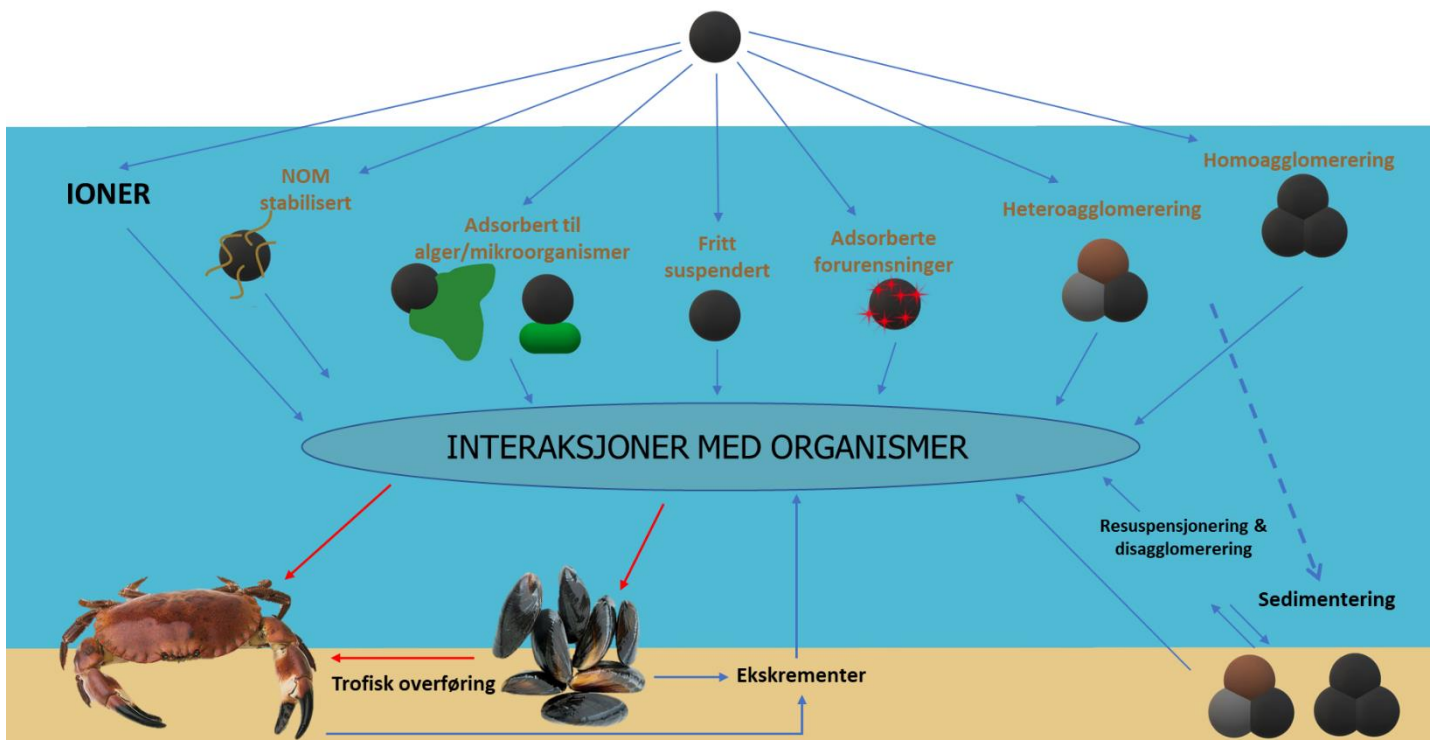 IONER
NOM
stabilisert
Adsorbert til
alger/mikroorganismer
Fritt
suspendert
Adsorberte
forurensninger
Heteroagglomerering
Homoagglomerering
INTERAKSJONER MED ORGANISMER
Resuspensjonering &
disagglomerering
Sedimentering
Trofisk overføring
Ekskrementer